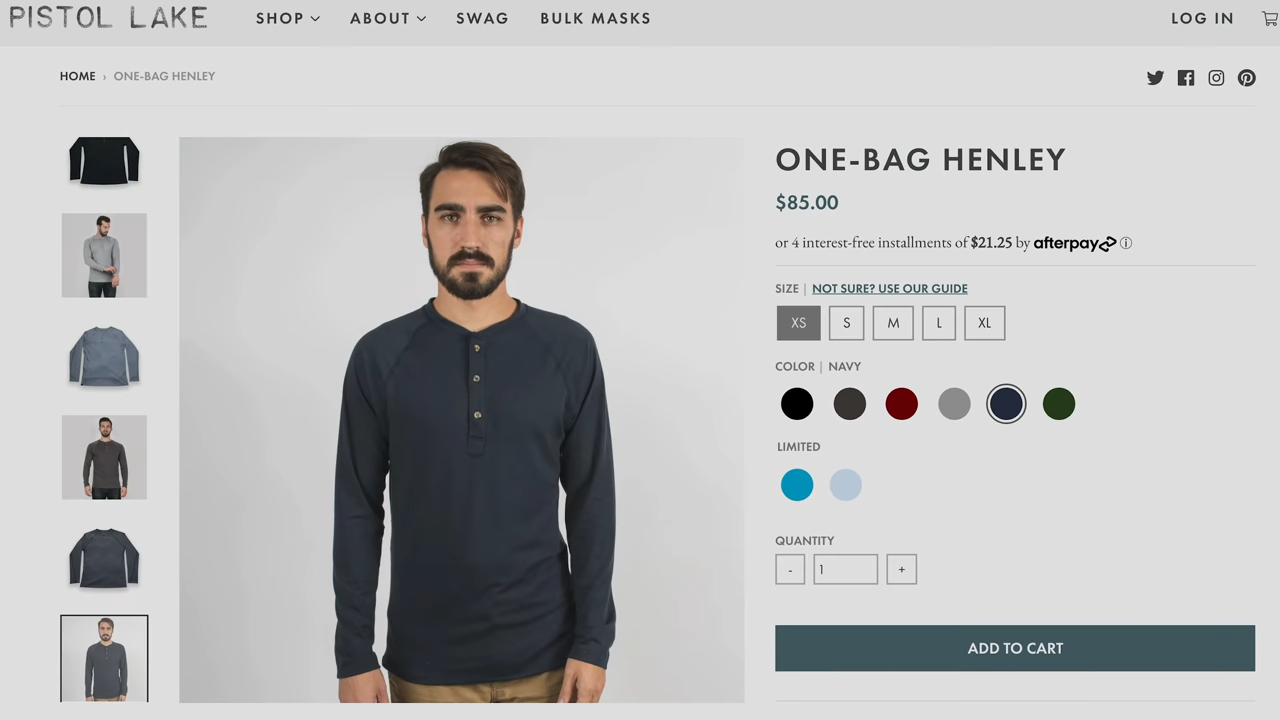 PISTOL LAKE
SHOP ABOUT SWAG BULK MASKS LOG IN
HOME › ONE-BAG HENLEY
ONE-BAG HENLEY
$85.00
or 4 interest-free installments of $21.25 by afterpay
SIZE | NOT SURE? USE OUR GUIDE
XS S M L XL
COLOR | NAVY
LIMITED
QUANTITY
- 1 +
ADD TO CART